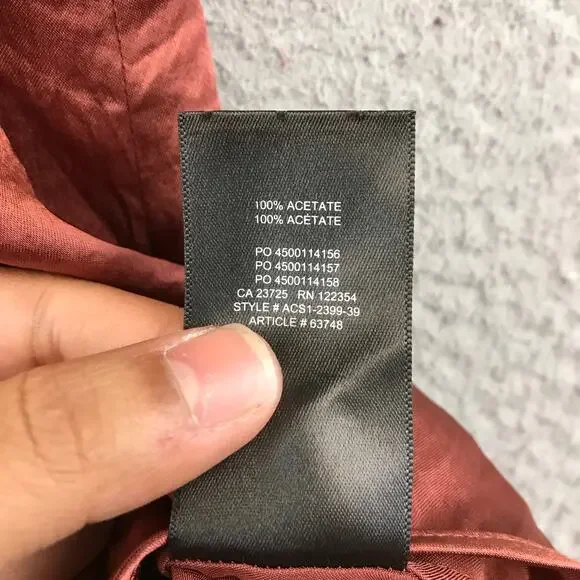 100% ACETATE
100% ACÉTATE
PO 4500114156
PO 4500114157
PO 4500114158
CA 23725 RN 122354
STYLE # ACS1-2399-39
ARTICLE # 63748